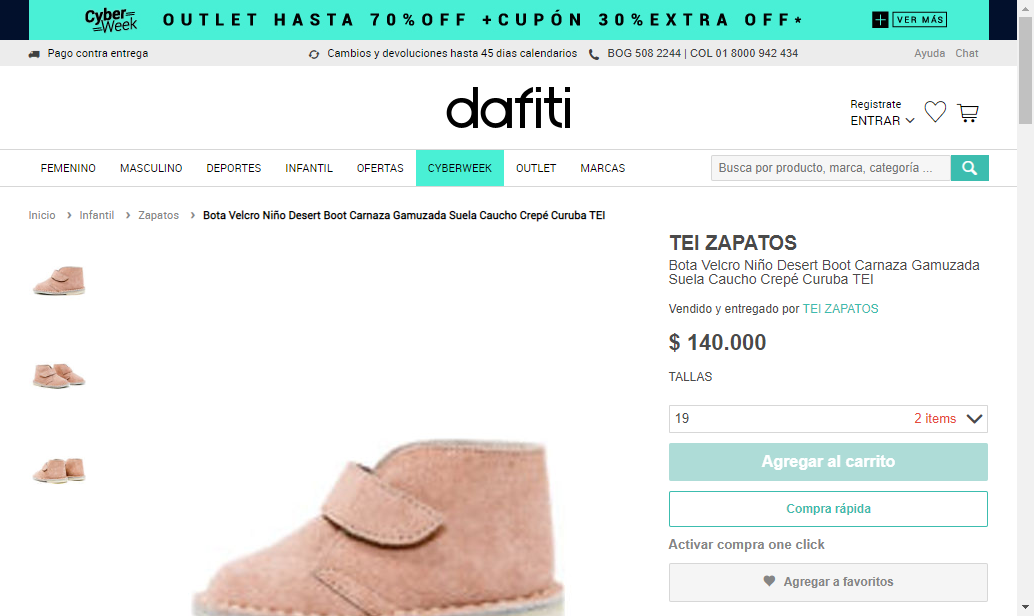 Cyber Week
OUTLET HASTA 70%OFF +CUPÓN 30%EXTRA OFF*
+ VER MÁS
Pago contra entrega
Cambios y devoluciones hasta 45 dias calendarios
BOG 508 2244 | COL 01 8000 942 434
Ayuda Chat
dafiti
Registrate
ENTRAR
FEMENINO MASCULINO DEPORTES INFANTIL OFERTAS CYBERWEEK OUTLET MARCAS
Busca por producto, marca, categoría ...
Inicio > Infantil > Zapatos > Bota Velcro Niño Desert Boot Carnaza Gamuzada Suela Caucho Crepé Curuba TEI
TEI ZAPATOS
Bota Velcro Niño Desert Boot Carnaza Gamuzada
Suela Caucho Crepé Curuba TEI
Vendido y entregado por TEI ZAPATOS
$ 140.000
TALLAS
19 2 items
Agregar al carrito
Compra rápida
Activar compra one click
Agregar a favoritos